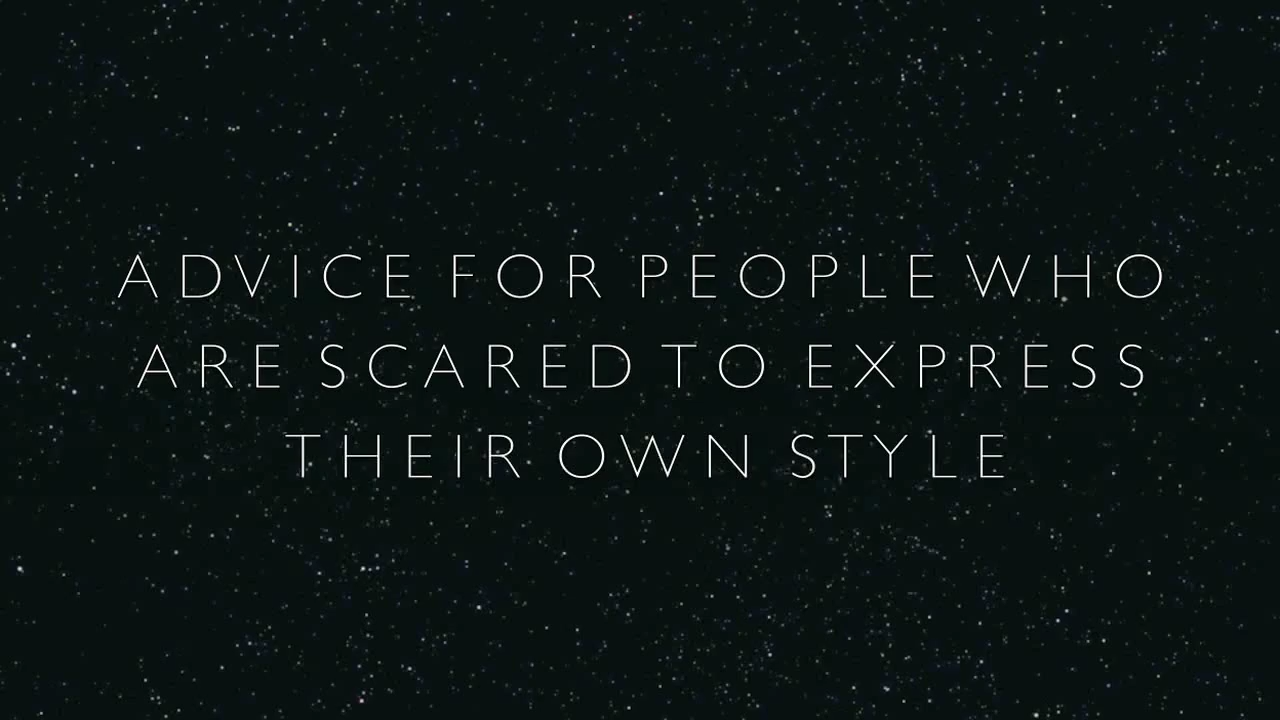 ADVICE FOR PEOPLE WHO
ARE SCARED TO EXPRESS
THEIR OWN STYLE